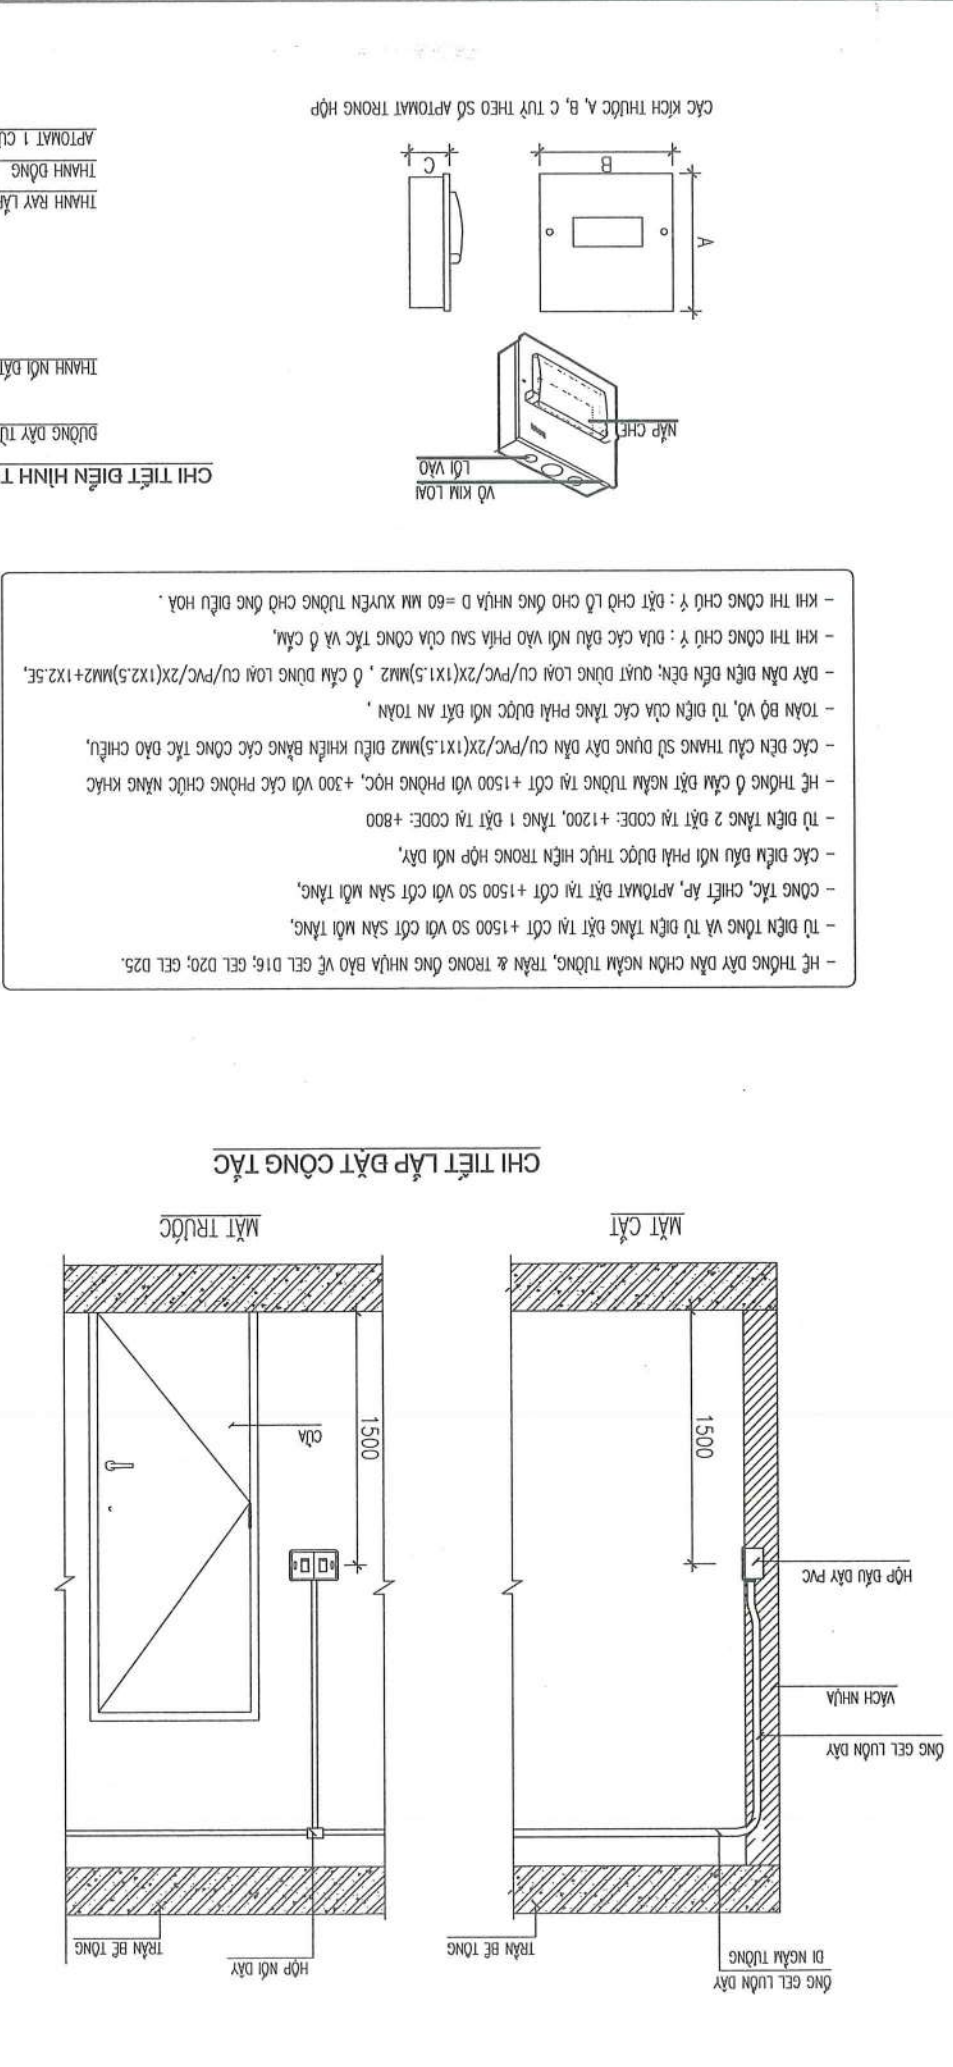 ỐNG GEL LUỒN DÂY
ĐI NGẦM TƯỜNG
TRẦN BÊ TÔNG
HỘP NỐI DÂY
TRẦN BÊ TÔNG
ỐNG GEL LUỒN DÂY
VÁCH NHỰA
HỘP ĐẤU DÂY PVC
1500
CỬA
1500
MẶT CẮT
MẶT TRƯỚC
CHI TIẾT LẮP ĐẶT CÔNG TẮC
– HỆ THỐNG DÂY DẪN CHÔN NGẦM TƯỜNG, TRẦN & TRONG ỐNG NHỰA BẢO VỆ GEL D16; GEL D20; GEL D25.
– TỦ ĐIỆN TỔNG VÀ TỦ ĐIỆN TẦNG ĐẶT TẠI CỐT +1500 SO VỚI CỐT SÀN MỖI TẦNG,
– CÔNG TẮC, CHIẾT ÁP, APTÔMAT ĐẶT TẠI CỐT +1500 SO VỚI CỐT SÀN MỖI TẦNG,
– CÁC ĐIỂM ĐẤU NỐI PHẢI ĐƯỢC THỰC HIỆN TRONG HỘP NỐI DÂY,
– TỦ ĐIỆN TẦNG 2 ĐẶT TẠI CODE: +1200, TẦNG 1 ĐẶT TẠI CODE: +800
– HỆ THỐNG Ổ CẮM ĐẶT NGẦM TƯỜNG TẠI CỐT +1500 VỚI PHÒNG HỌC, +300 VỚI CÁC PHÒNG CHỨC NĂNG KHÁC
– CÁC ĐÈN CẦU THANG SỬ DỤNG DÂY DẪN CU/PVC/2X(1X1.5)MM2 ĐIỀU KHIỂN BẰNG CÁC CÔNG TẮC ĐẢO CHIỀU,
– TOÀN BỘ VỎ, TỦ ĐIỆN CỦA CÁC TẦNG PHẢI ĐƯỢC NỐI ĐẤT AN TOÀN ,
– DÂY DẪN ĐIỆN ĐẾN ĐÈN; QUẠT DÙNG LOẠI CU/PVC/2X(1X1.5)MM2 , Ổ CẮM DÙNG LOẠI CU/PVC/2X(1X2.5)MM2+1X2.5E,
– KHI THI CÔNG CHÚ Ý : ĐƯA CÁC ĐẦU NỐI VÀO PHÍA SAU CỦA CÔNG TẮC VÀ Ổ CẮM,
– KHI THI CÔNG CHÚ Ý : ĐẶT CHỜ LỖ CHO ỐNG NHỰA D =60 MM XUYÊN TƯỜNG CHỜ ỐNG ĐIỀU HOÀ .
VỎ KIM LOẠI
LỐI VÀO
NẮP CHE
CHI TIẾT ĐIỂN HÌNH T
ĐƯỜNG DÂY TỪ
THANH NỐI ĐẤT
A
B
C
THANH RAY LẮP
THANH ĐỒNG
APTOMAT 1 CỰ
CÁC KÍCH THƯỚC A, B, C TUỲ THEO SỐ APTOMAT TRONG HỘP